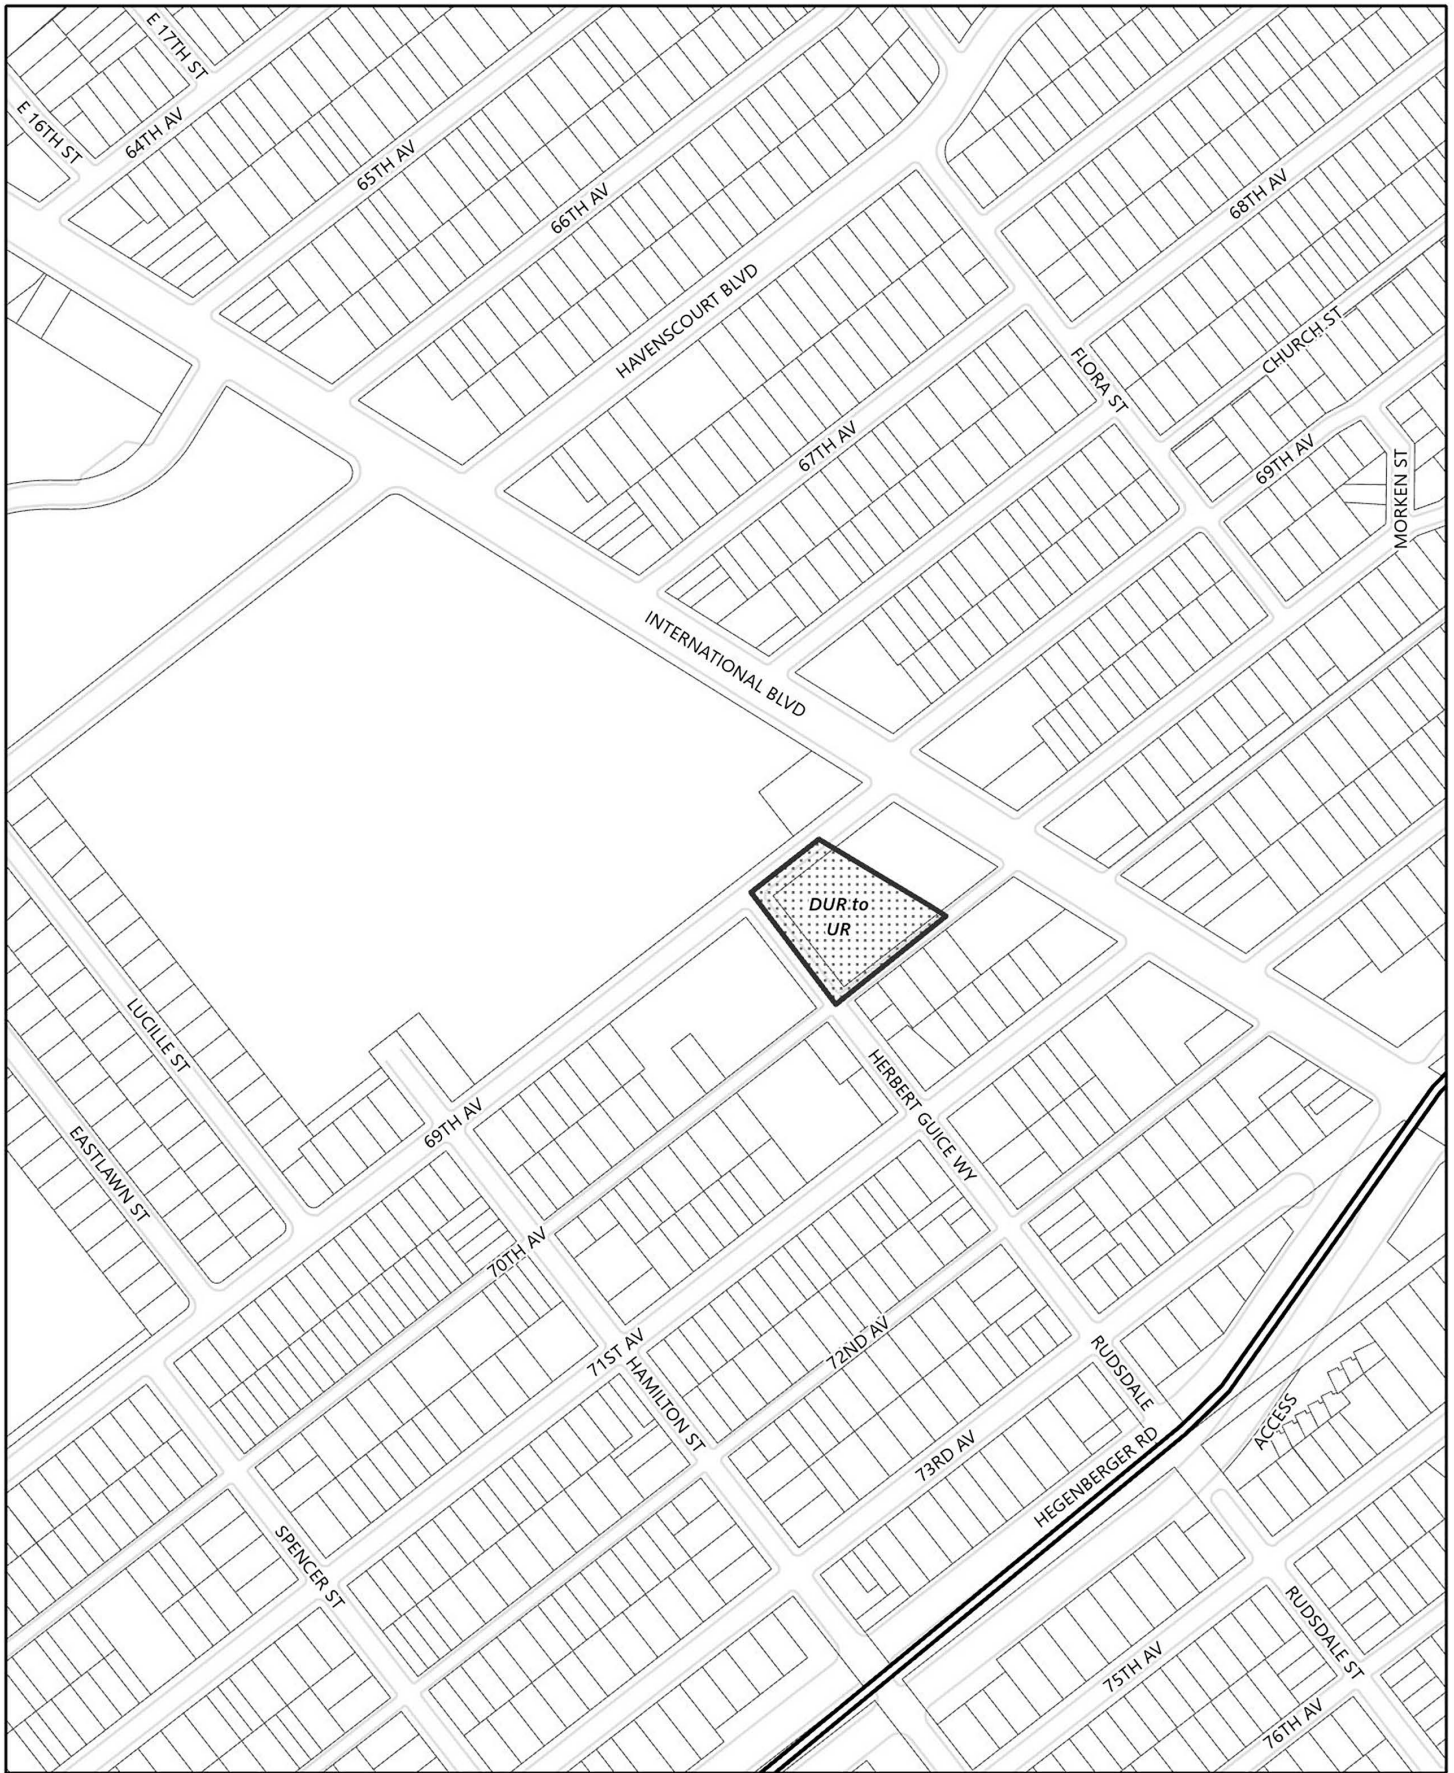 E 17TH ST
E 16TH ST
64TH AV
65TH AV
66TH AV
68TH AV
HAVENSCOURT BLVD
CHURCH ST
FLORA ST
67TH AV
69TH AV
MORKEN ST
INTERNATIONAL BLVD
DUR to
UR
LUCILLE ST
HERBERT GUICE WY
69TH AV
EASTLAWN ST
70TH AV
71ST AV
72ND AV
HAMILTON ST
RUDSDALE
ACCESS
73RD AV
HEGENBERGER RD
SPENCER ST
RUDSDALE ST
75TH AV
76TH AV